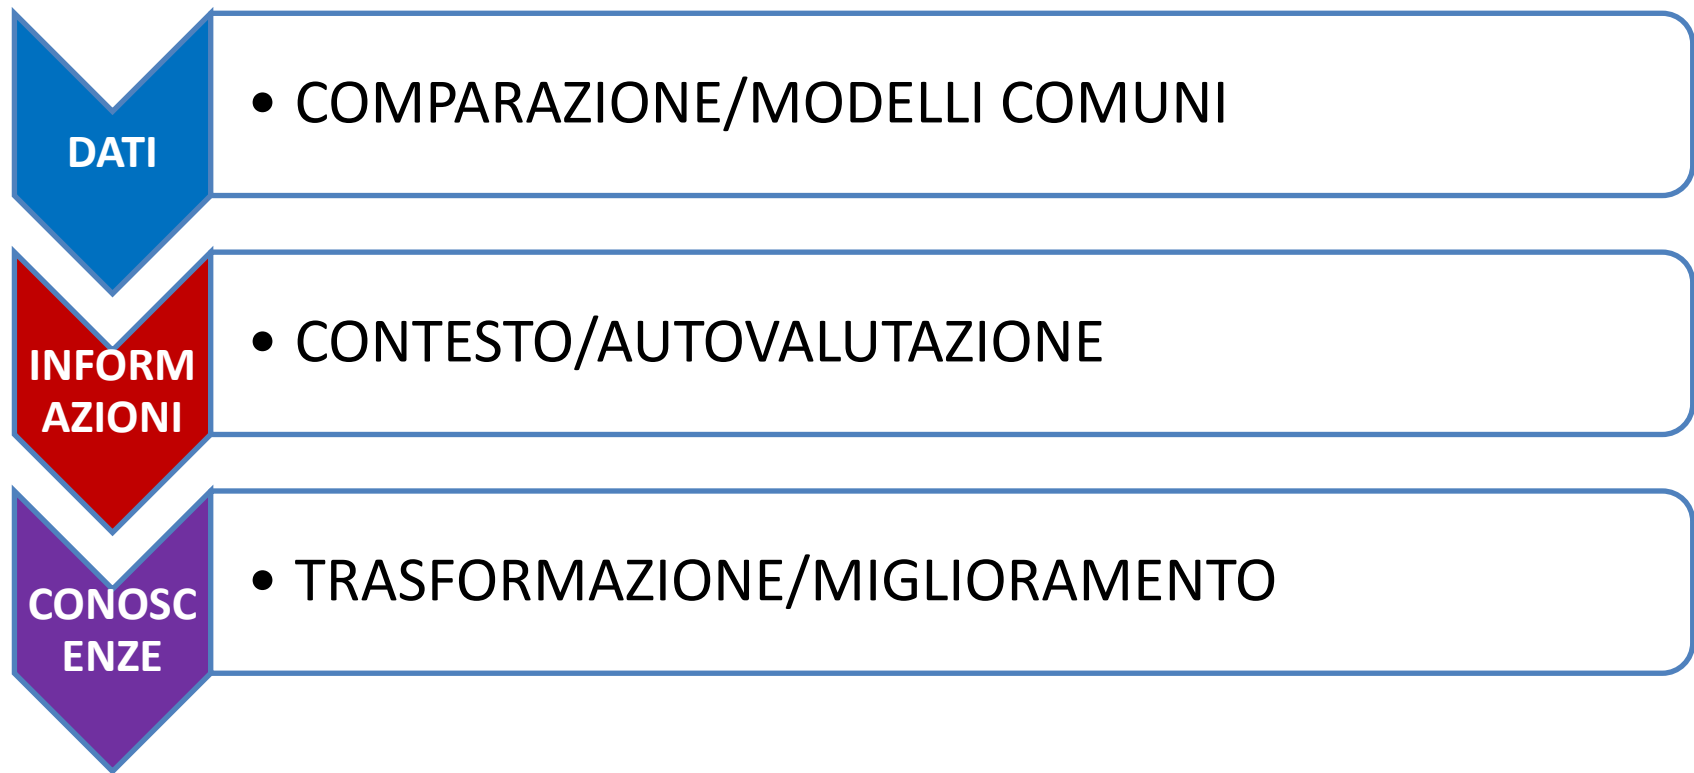 DATI
• COMPARAZIONE/MODELLI COMUNI
INFORM
AZIONI
• CONTESTO/AUTOVALUTAZIONE
CONOSC
ENZE
• TRASFORMAZIONE/MIGLIORAMENTO